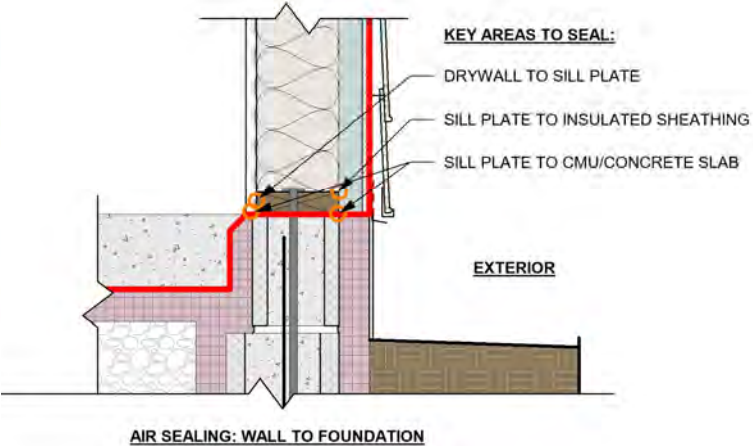 KEY AREAS TO SEAL:
DRYWALL TO SILL PLATE
SILL PLATE TO INSULATED SHEATHING
SILL PLATE TO CMU/CONCRETE SLAB
EXTERIOR
AIR SEALING: WALL TO FOUNDATION